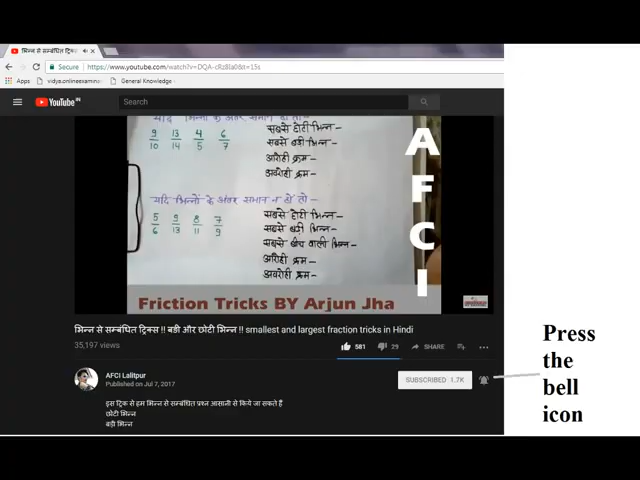 भिन्न से सम्बंधित ट्रिक्स
Secure https://www.youtube.com/watch?v=DQA-cRz8la0&t=15s
Apps vidya.onlineexamin General Knowledge
YouTube IN Search
यदि भिन्नों के अंतर समान हो तो
9/10 13/14 4/5 6/7
सबसे छोटी भिन्न-
सबसे बड़ी भिन्न-
आरोही क्रम-
अवरोही क्रम-
यदि भिन्नों के अंतर समान न हों तो-
5/6 9/13 8/11 7/9
सबसे छोटी भिन्न-
सबसे बड़ी भिन्न-
सबसे बीच वाली भिन्न-
आरोही क्रम-
अवरोही क्रम-
A
F
C
I
Friction Tricks BY Arjun Jha
भिन्न से सम्बंधित ट्रिक्स !! बड़ी और छोटी भिन्न !! smallest and largest fraction tricks in Hindi
35,197 views
581 29 SHARE
AFCI Lalitpur
Published on Jul 7, 2017
SUBSCRIBED 1.7K
इस ट्रिक से हम भिन्न से सम्बंधित प्रश्न आसानी से किये जा सकते हैं
छोटी भिन्न
बड़ी भिन्न
Press
the
bell
icon